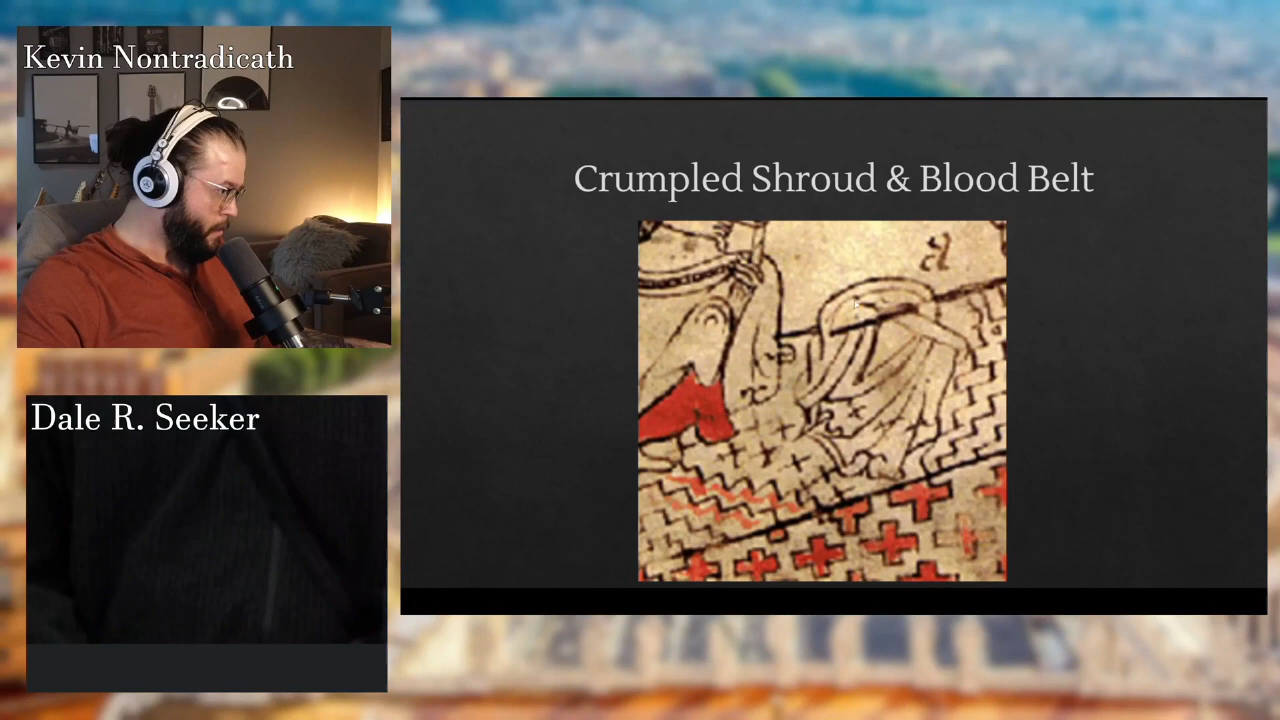 Kevin Nontradicath
Crumpled Shroud & Blood Belt
a
Dale R. Seeker